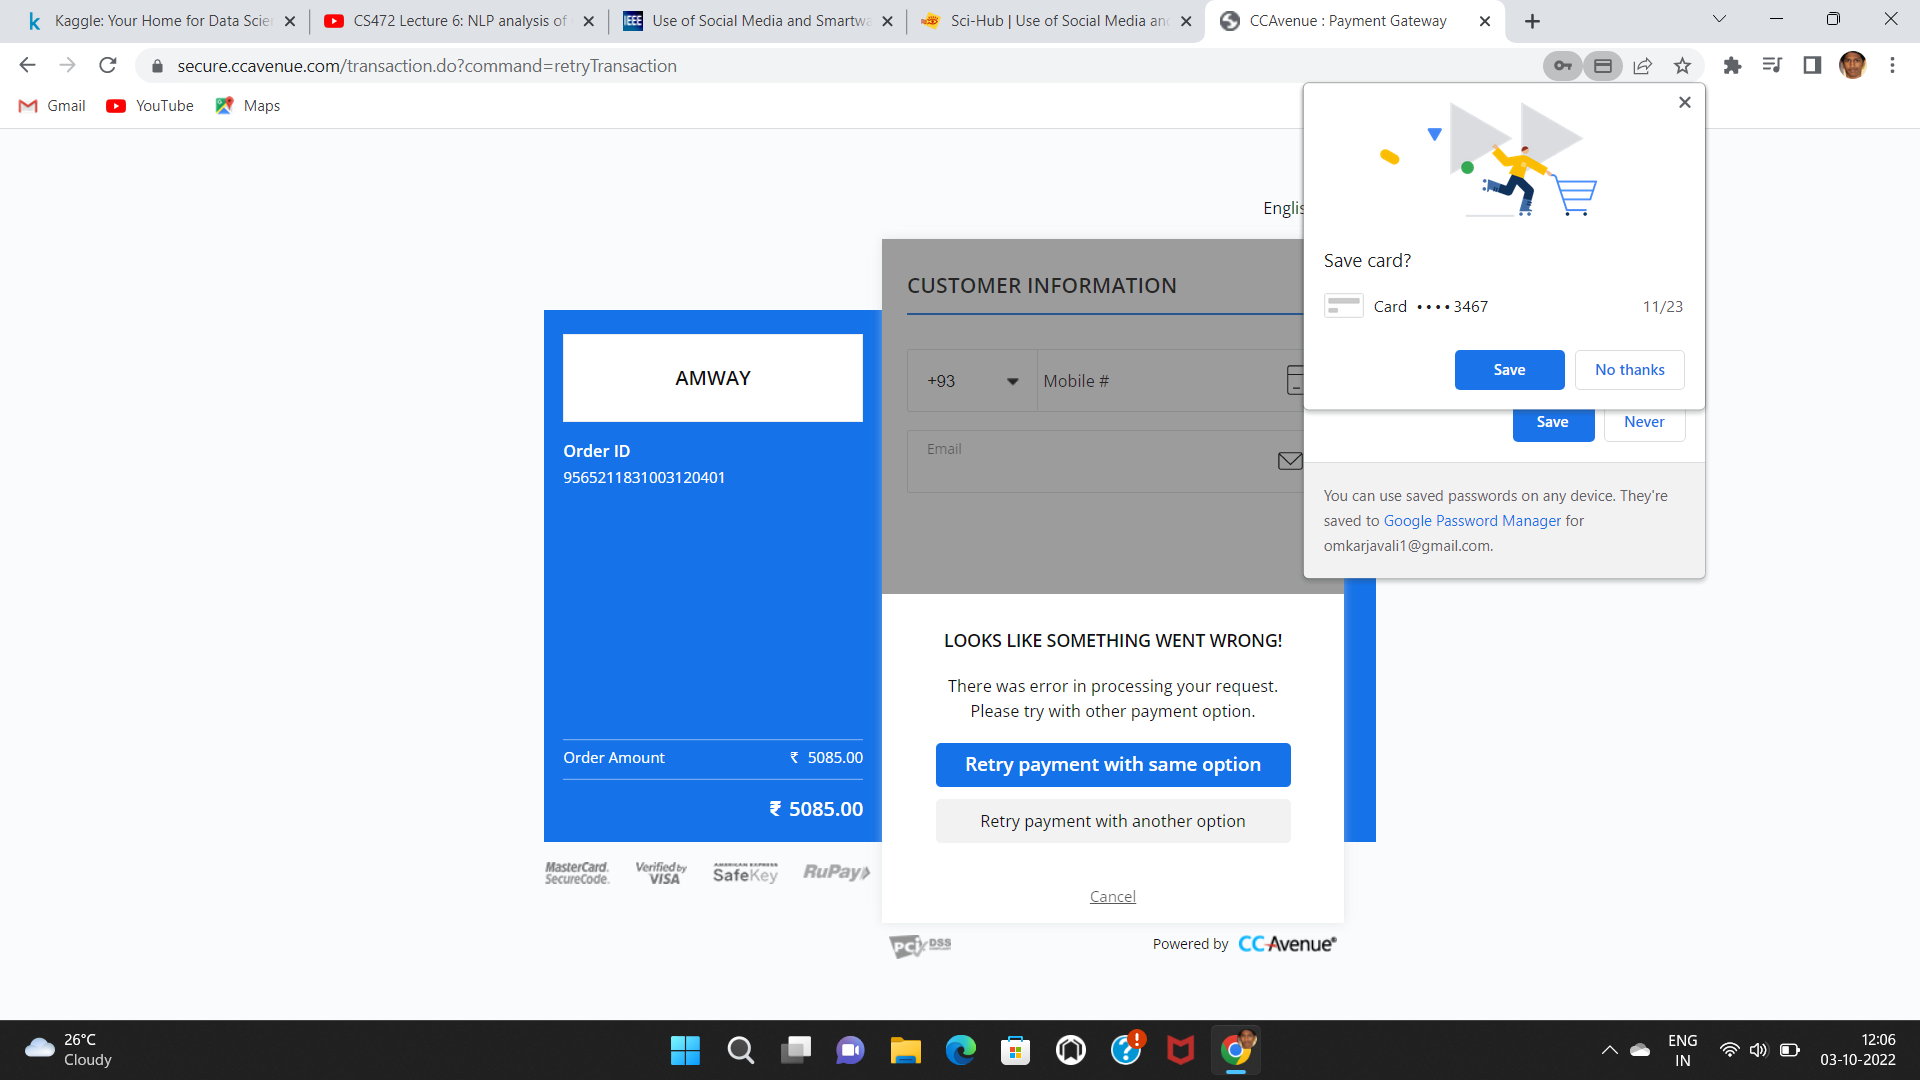 Kaggle: Your Home for Data Scien
CS472 Lecture 6: NLP analysis of
IEEE
Use of Social Media and Smartwa
Sci-Hub | Use of Social Media and
CCAvenue : Payment Gateway
secure.ccavenue.com/transaction.do?command=retryTransaction
Gmail
YouTube
Maps
Englis
Save card?
Card •••• 3467
11/23
Save
No thanks
Save
Never
You can use saved passwords on any device. They're
saved to Google Password Manager for
omkarjavali1@gmail.com.
CUSTOMER INFORMATION
+93
Mobile #
Email
AMWAY
Order ID
9565211831003120401
Order Amount
₹ 5085.00
₹ 5085.00
LOOKS LIKE SOMETHING WENT WRONG!
There was error in processing your request.
Please try with other payment option.
Retry payment with same option
Retry payment with another option
Cancel
MasterCard.
SecureCode.
Verified by
VISA
AMERICAN EXPRESS
SafeKey
RuPay
PCI DSS
Powered by CCAvenue®
26°C
Cloudy
ENG
IN
12:06
03-10-2022